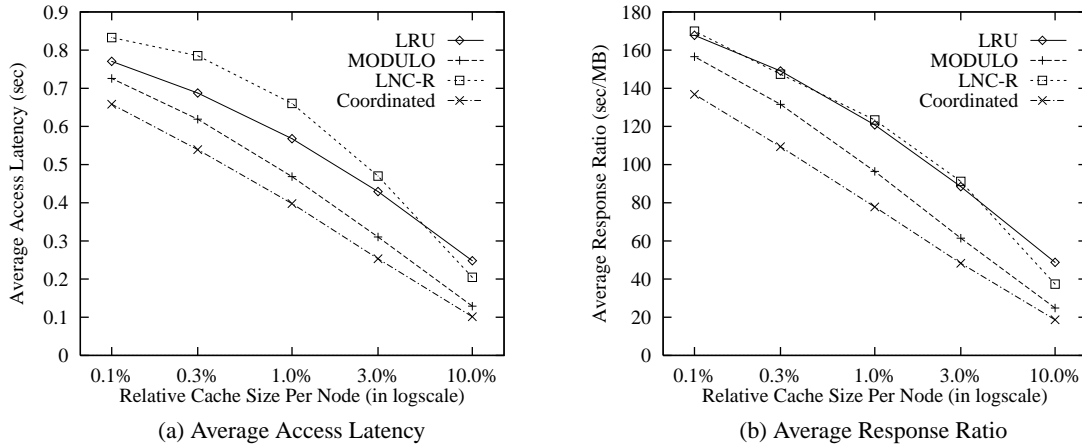 0.9
0.8
0.7
0.6
0.5
0.4
0.3
0.2
0.1
0
Average Access Latency (sec)
LRU
MODULO
LNC-R
Coordinated
0.1% 0.3% 1.0% 3.0% 10.0%
Relative Cache Size Per Node (in logscale)
(a) Average Access Latency
180
160
140
120
100
80
60
40
20
0
Average Response Ratio (sec/MB)
LRU
MODULO
LNC-R
Coordinated
0.1% 0.3% 1.0% 3.0% 10.0%
Relative Cache Size Per Node (in logscale)
(b) Average Response Ratio